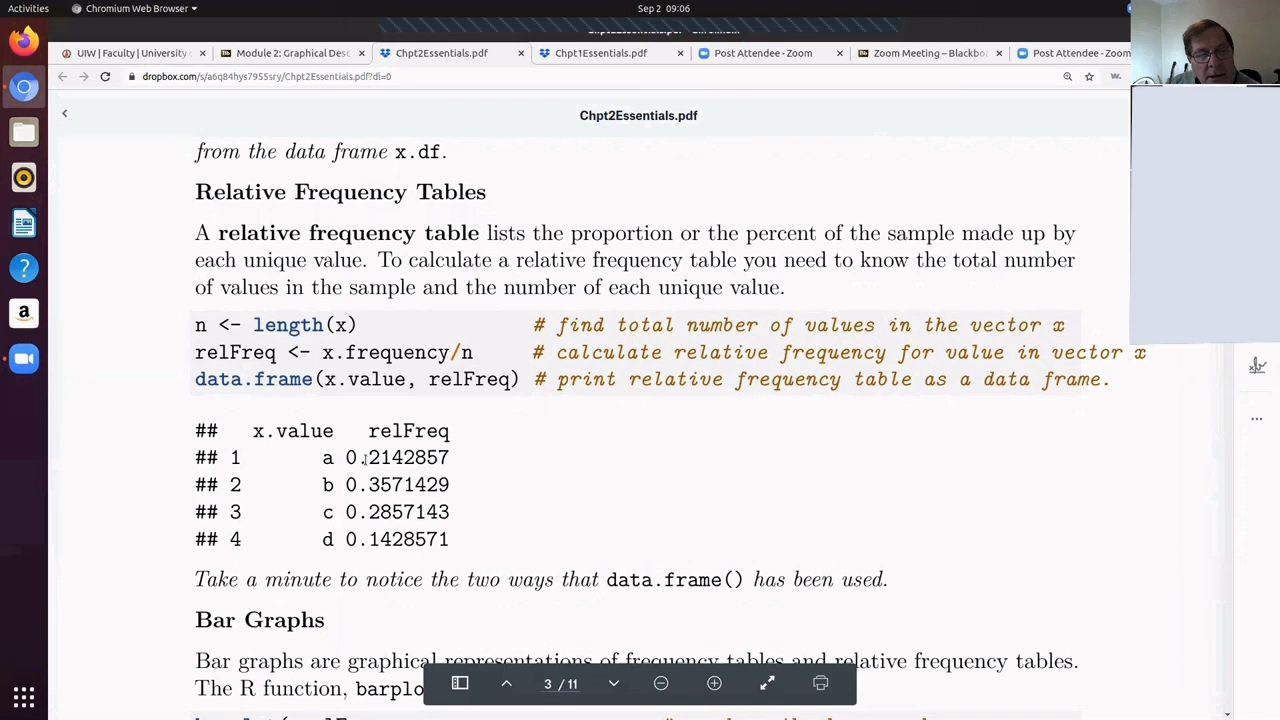 Activities
Chromium Web Browser
Sep 2 09:06
UIW | Faculty | University o
Module 2: Graphical Desc
Chpt2Essentials.pdf
Chpt1Essentials.pdf
Post Attendee - Zoom
Zoom Meeting – Blackbo
Post Attendee - Zoom
dropbox.com/s/a6q84hys7955sry/Chpt2Essentials.pdf?dl=0
Chpt2Essentials.pdf
from the data frame x.df.
Relative Frequency Tables
A relative frequency table lists the proportion or the percent of the sample made up by
each unique value. To calculate a relative frequency table you need to know the total number
of values in the sample and the number of each unique value.
n <- length(x) # find total number of values in the vector x
relFreq <- x.frequency/n # calculate relative frequency for value in vector x
data.frame(x.value, relFreq) # print relative frequency table as a data frame.
## x.value relFreq
## 1 a 0.2142857
## 2 b 0.3571429
## 3 c 0.2857143
## 4 d 0.1428571
Take a minute to notice the two ways that data.frame() has been used.
Bar Graphs
Bar graphs are graphical representations of frequency tables and relative frequency tables.
The R function, barplo
3 / 11